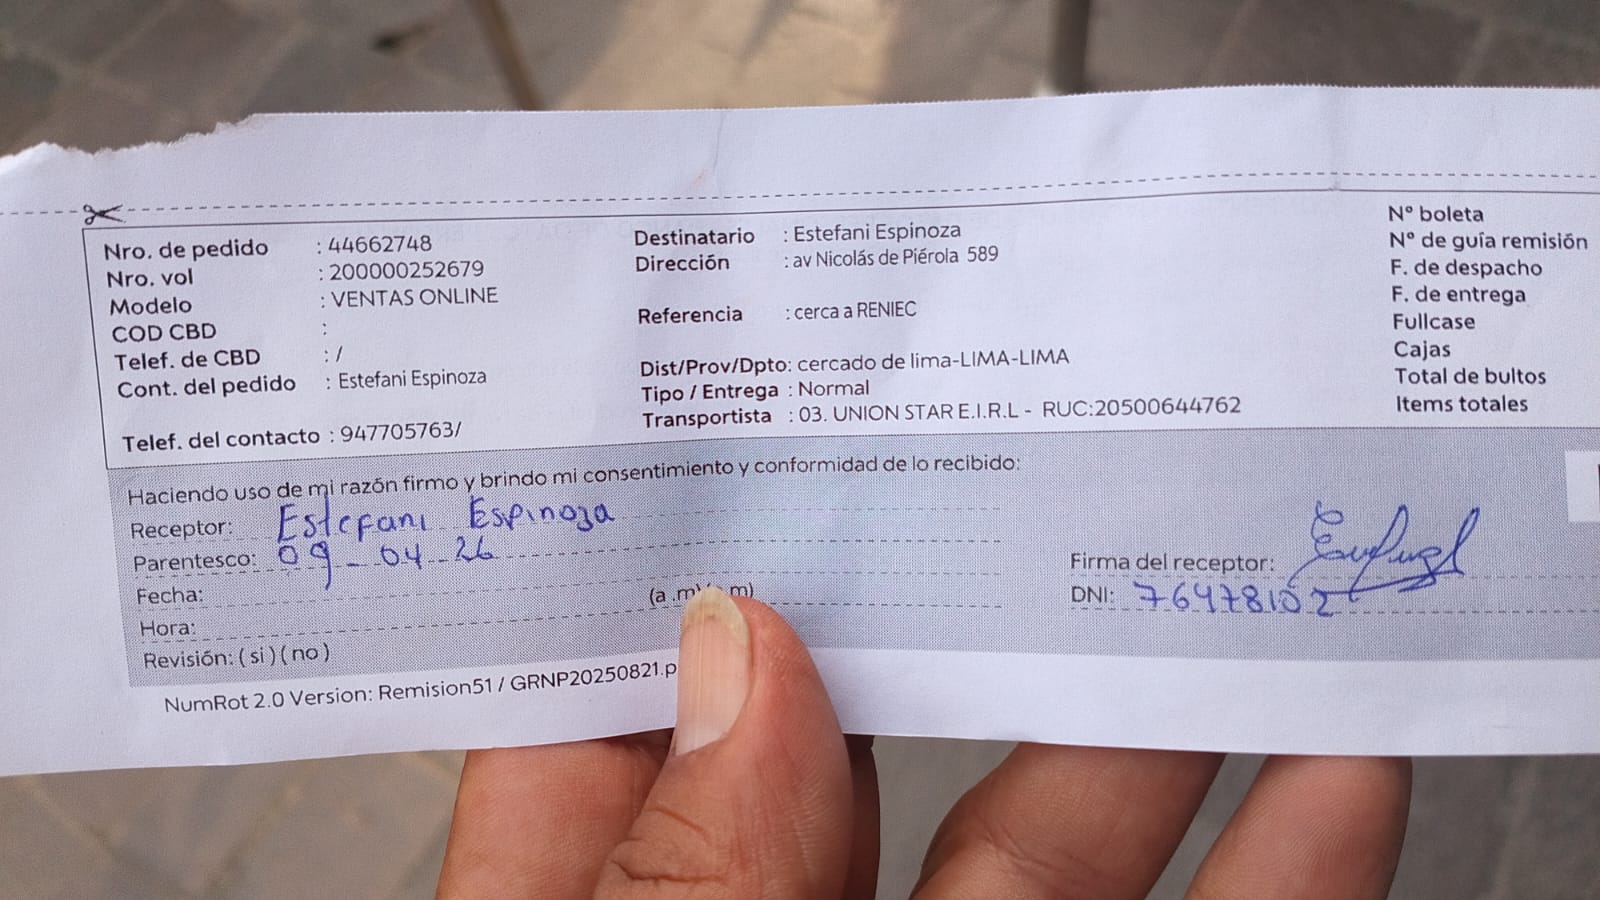 Nro. de pedido : 44662748
Nro. vol : 200000252679
Modelo : VENTAS ONLINE
COD CBD :
Telef. de CBD : /
Cont. del pedido : Estefani Espinoza
Telef. del contacto : 947705763/
Destinatario : Estefani Espinoza
Dirección : av Nicolás de Piérola 589
Referencia : cerca a RENIEC
Dist/Prov/Dpto: cercado de lima-LIMA-LIMA
Tipo / Entrega : Normal
Transportista : 03. UNION STAR E.I.R.L - RUC:20500644762
N° boleta
N° de guía remisión
F. de despacho
F. de entrega
Fullcase
Cajas
Total de bultos
Items totales
Haciendo uso de mi razón firmo y brindo mi consentimiento y conformidad de lo recibido:
Receptor: Estefani Espinoza
Parentesco: 09-04-26
Fecha:
Hora: (a.m) m)
Revisión: ( si ) ( no )
Firma del receptor:
DNI: 76478102
NumRot 2.0 Version: Remision51 / GRNP20250821.p